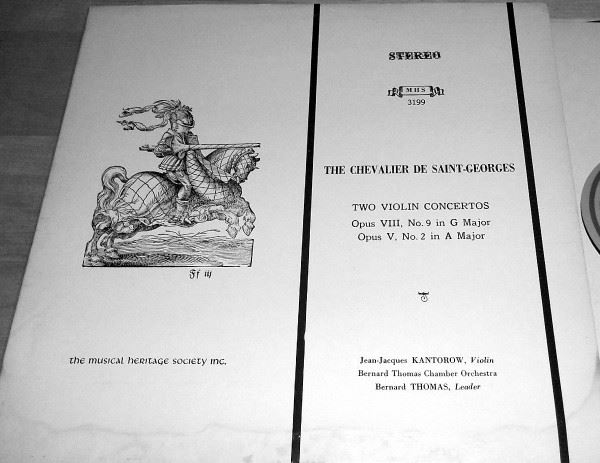 STEREO
MHS
3199
THE CHEVALIER DE SAINT-GEORGES
TWO VIOLIN CONCERTOS
Opus VIII, No. 9 in G Major
Opus V, No. 2 in A Major
the musical heritage society inc.
Jean-Jacques KANTOROW, Violin
Bernard Thomas Chamber Orchestra
Bernard THOMAS, Leader